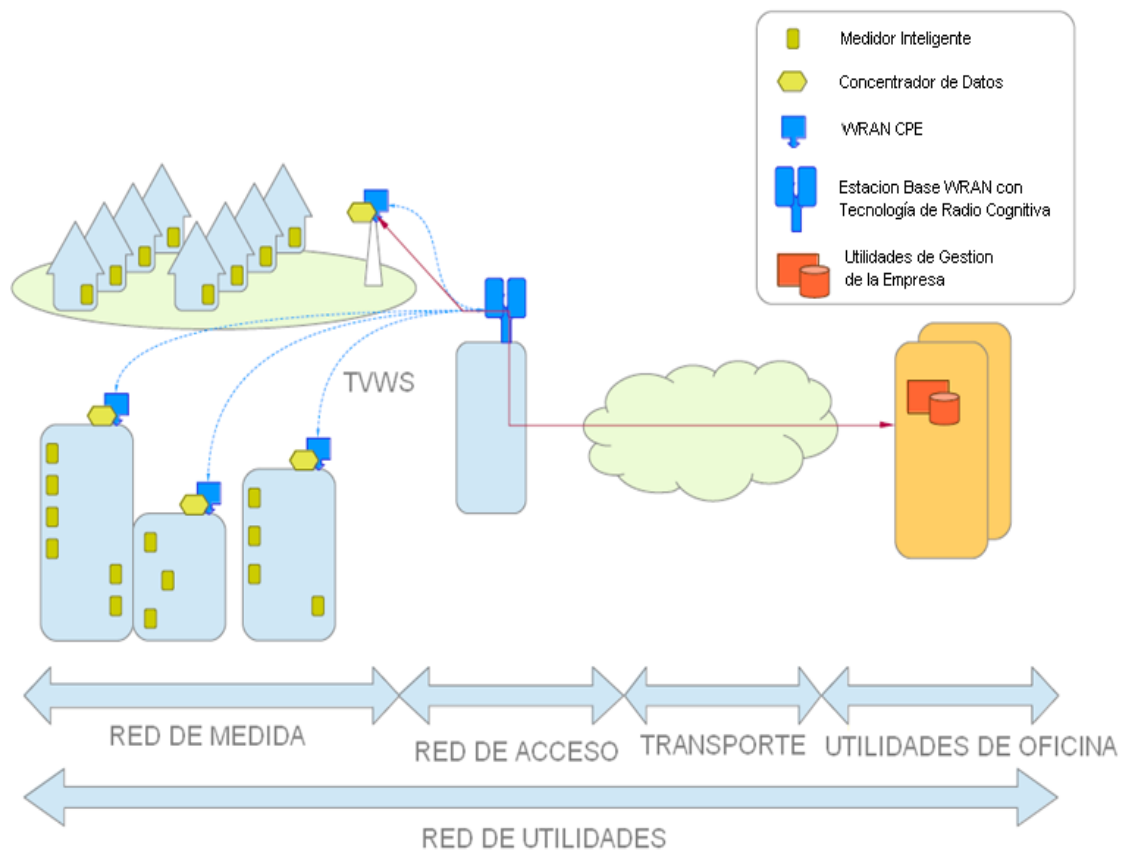 Medidor Inteligente
Concentrador de Datos
WRAN CPE
Estacion Base WRAN con
Tecnología de Radio Cognitiva
Utilidades de Gestion
de la Empresa
TVWS
RED DE MEDIDA
RED DE ACCESO
TRANSPORTE
UTILIDADES DE OFICINA
RED DE UTILIDADES